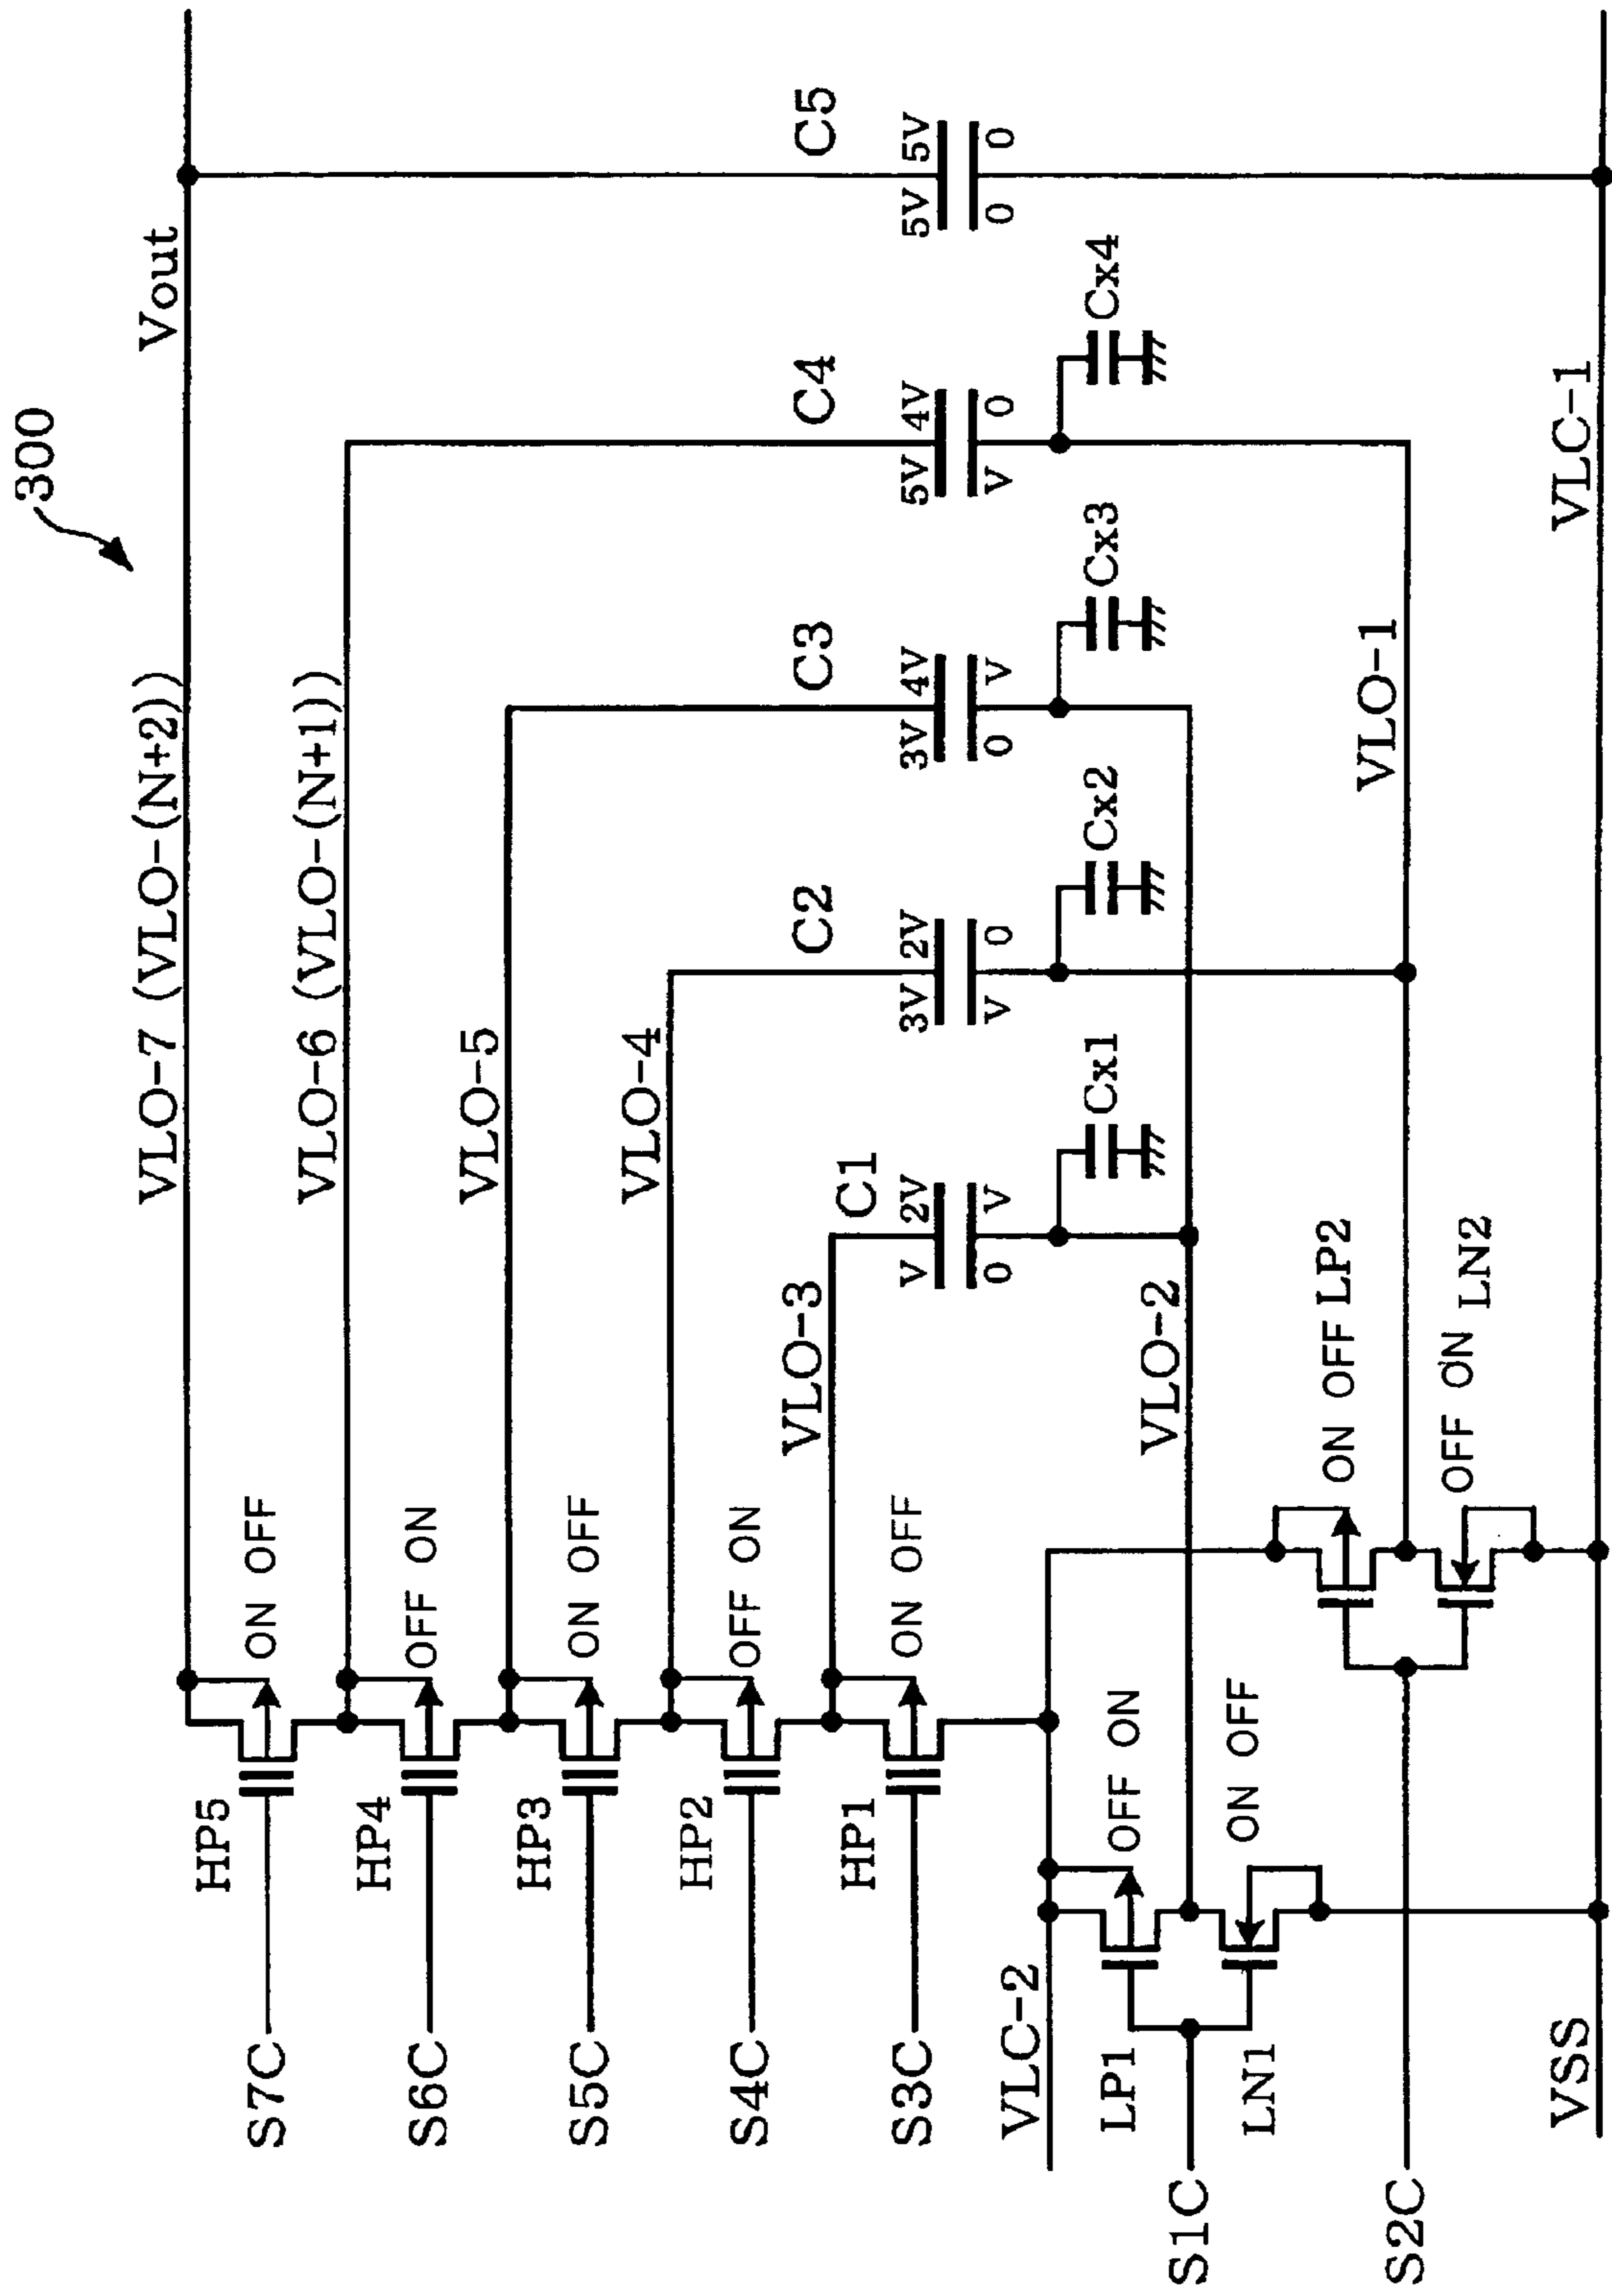 300
VLO-7 (VLO-(N+2))
Vout
S7C
HP5
ON OFF
VLO-6 (VLO-(N+1))
S6C
HP4
OFF ON
VLO-5
S5C
HP3
ON OFF
VLO-4
S4C
HP2
OFF ON
VLO-3
S3C
HP1
ON OFF
C1
V 2V
0 V
Cx1
C2
3V 2V
V 0
Cx2
C3
3V 4V
0 V
Cx3
C4
5V 4V
V 0
Cx4
C5
5V 5V
0 0
VLC-2
LP1
OFF ON
VLO-2
S1C
LN1
ON OFF
ON OFF LP2
VLO-1
S2C
OFF ON LN2
VSS
VLC-1